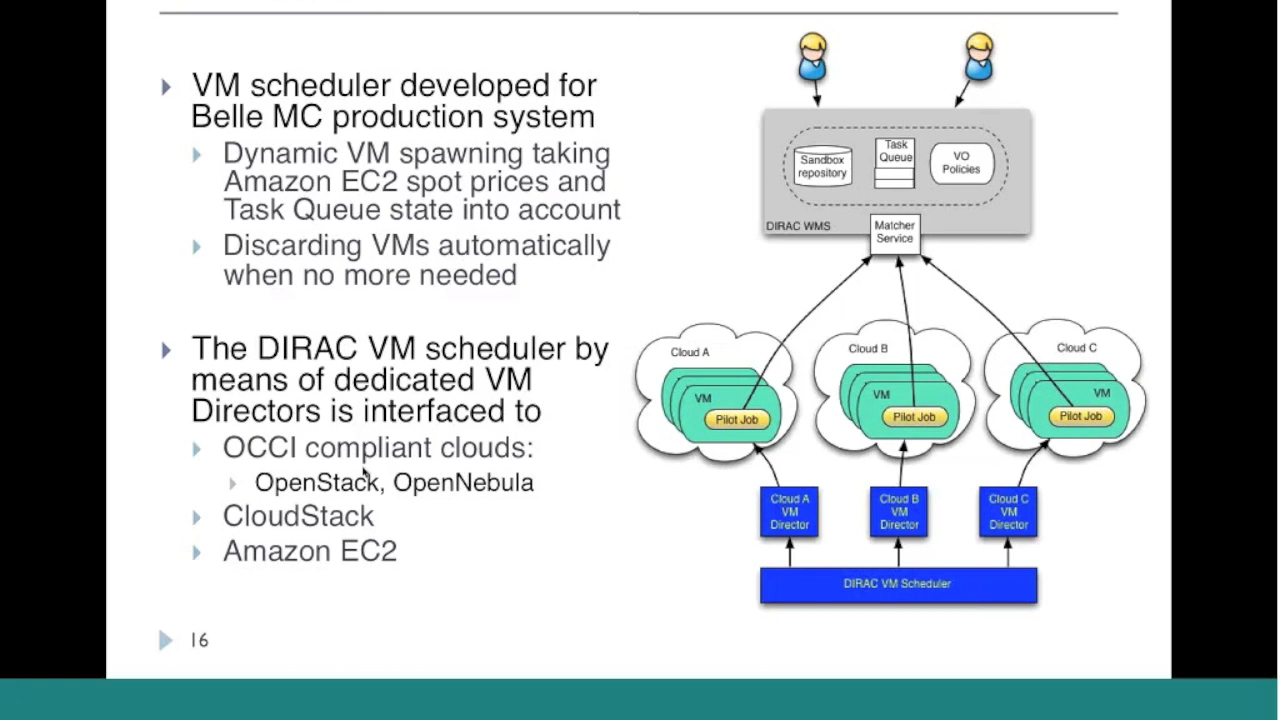 VM scheduler developed for
Belle MC production system
Dynamic VM spawning taking
Amazon EC2 spot prices and
Task Queue state into account
Discarding VMs automatically
when no more needed
The DIRAC VM scheduler by
means of dedicated VM
Directors is interfaced to
OCCI compliant clouds:
OpenStack, OpenNebula
CloudStack
Amazon EC2
16
Sandbox
repository
Task
Queue
VO
Policies
DIRAC WMS
Matcher
Service
Cloud A
VM
Pilot Job
Cloud B
VM
Pilot Job
Cloud C
VM
Pilot Job
Cloud A
VM
Director
Cloud B
VM
Director
Cloud C
VM
Director
DIRAC VM Scheduler